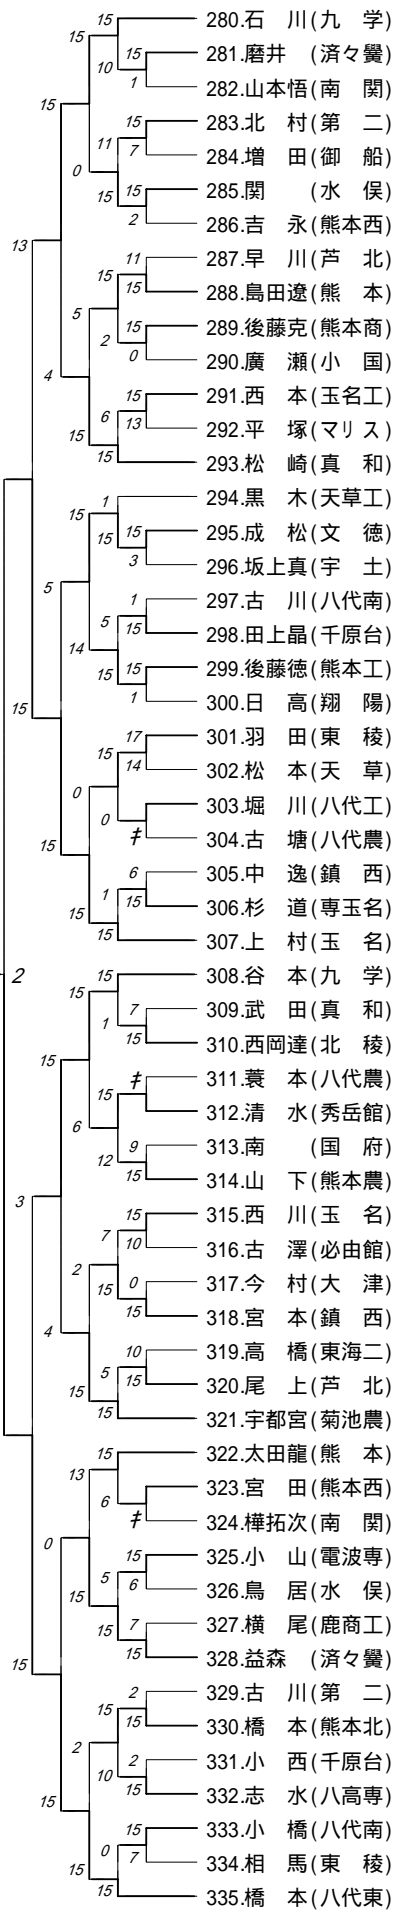 15 280.石 川(九 学)
15
15 281.磨井 (済々黌)
10
1 282.山本悟(南 関)
15
15 283.北 村(第 二)
11
7 284.増 田(御 船)
0
15 285.関 (水 俣)
15
2 286.吉 永(熊本西)
13
11 287.早 川(芦 北)
15
15 288.島田遼(熊 本)
5
15 289.後藤克(熊本商)
2
0 290.廣 瀬(小 国)
4
15 291.西 本(玉名工)
6
13 292.平 塚(マリス)
15
15 293.松 崎(真 和)
1 294.黒 木(天草工)
15
15 295.成 松(文 徳)
15
3 296.坂上真(宇 土)
5
1 297.古 川(八代南)
5
15 298.田上晶(千原台)
14
15 299.後藤徳(熊本工)
15
1 300.日 高(翔 陽)
15
17 301.羽 田(東 稜)
15
14 302.松 本(天 草)
0
303.堀 川(八代工)
0
キ 304.古 塘(八代農)
15
6 305.中 逸(鎮 西)
1
15 306.杉 道(専玉名)
15
15 307.上 村(玉 名)
2
15 308.谷 本(九 学)
15
7 309.武 田(真 和)
1
15 310.西岡達(北 稜)
15
キ 311.蓑 本(八代農)
15
312.清 水(秀岳館)
6
9 313.南 (国 府)
12
15 314.山 下(熊本農)
3
15 315.西 川(玉 名)
7
10 316.古 澤(必由館)
2
0 317.今 村(大 津)
15
15 318.宮 本(鎮 西)
4
10 319.高 橋(東海二)
5
15 320.尾 上(芦 北)
15
15 321.宇都宮(菊池農)
15 322.太田龍(熊 本)
13
323.宮 田(熊本西)
6
キ 324.樺拓次(南 関)
0
15 325.小 山(電波専)
5
6 326.鳥 居(水 俣)
15
7 327.横 尾(鹿商工)
15
15 328.益森 (済々黌)
15
2 329.古 川(第 二)
15
15 330.橋 本(熊本北)
2
2 331.小 西(千原台)
10
15 332.志 水(八高専)
15
15 333.小 橋(八代南)
0
7 334.相 馬(東 稜)
15
15 335.橋 本(八代東)